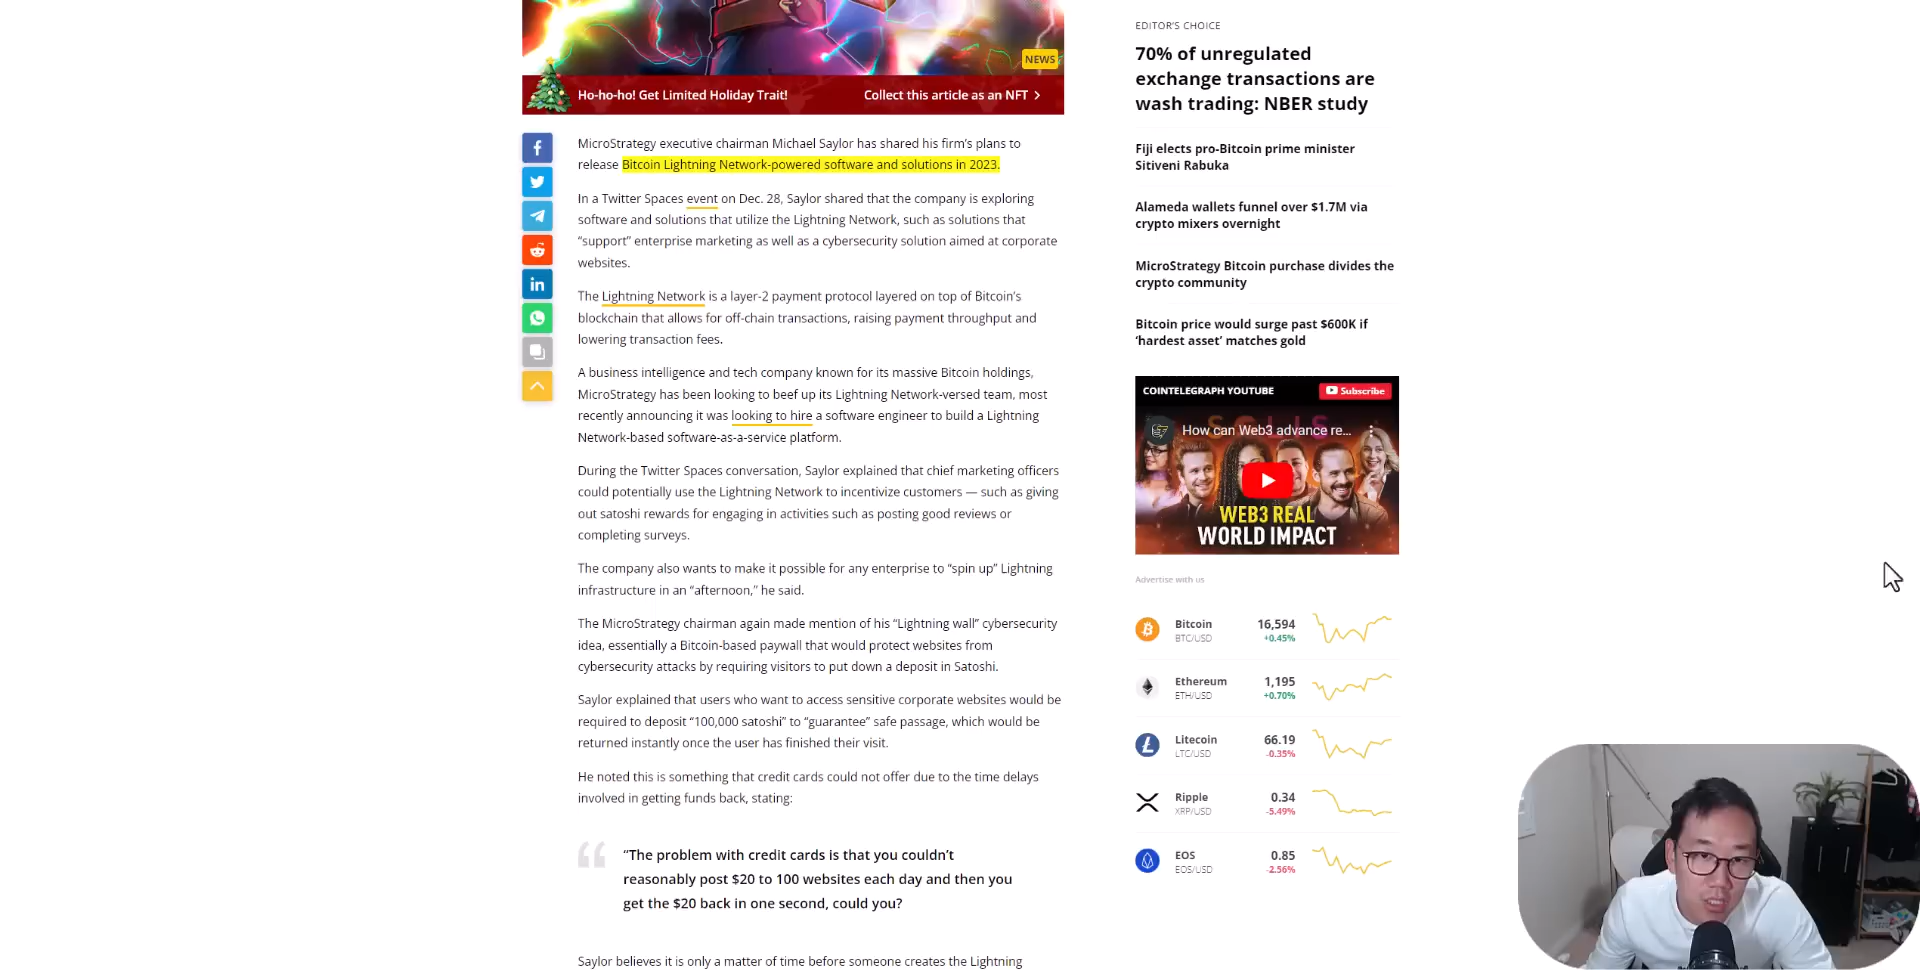 NEWS
Ho-ho-ho! Get Limited Holiday Trait!
Collect this article as an NFT
MicroStrategy executive chairman Michael Saylor has shared his firm's plans to
release Bitcoin Lightning Network-powered software and solutions in 2023.
In a Twitter Spaces event on Dec. 28, Saylor shared that the company is exploring
software and solutions that utilize the Lightning Network, such as solutions that
“support” enterprise marketing as well as a cybersecurity solution aimed at corporate
websites.
The Lightning Network is a layer-2 payment protocol layered on top of Bitcoin's
blockchain that allows for off-chain transactions, raising payment throughput and
lowering transaction fees.
A business intelligence and tech company known for its massive Bitcoin holdings,
MicroStrategy has been looking to beef up its Lightning Network-versed team, most
recently announcing it was looking to hire a software engineer to build a Lightning
Network-based software-as-a-service platform.
During the Twitter Spaces conversation, Saylor explained that chief marketing officers
could potentially use the Lightning Network to incentivize customers — such as giving
out satoshi rewards for engaging in activities such as posting good reviews or
completing surveys.
The company also wants to make it possible for any enterprise to “spin up” Lightning
infrastructure in an “afternoon,” he said.
The MicroStrategy chairman again made mention of his “Lightning wall” cybersecurity
idea, essentially a Bitcoin-based paywall that would protect websites from
cybersecurity attacks by requiring visitors to put down a deposit in Satoshi.
Saylor explained that users who want to access sensitive corporate websites would be
required to deposit “100,000 satoshi” to “guarantee” safe passage, which would be
returned instantly once the user has finished their visit.
He noted this is something that credit cards could not offer due to the time delays
involved in getting funds back, stating:
“The problem with credit cards is that you couldn't
reasonably post $20 to 100 websites each day and then you
get the $20 back in one second, could you?
Saylor believes it is only a matter of time before someone creates the Lightning
EDITOR'S CHOICE
70% of unregulated
exchange transactions are
wash trading: NBER study
Fiji elects pro-Bitcoin prime minister
Sitiveni Rabuka
Alameda wallets funnel over $1.7M via
crypto mixers overnight
MicroStrategy Bitcoin purchase divides the
crypto community
Bitcoin price would surge past $600K if
‘hardest asset’ matches gold
COINTELEGRAPH YOUTUBE
Subscribe
How can Web3 advance re...
WEB3 REAL
WORLD IMPACT
Advertise with us
Bitcoin 16,594
BTC/USD +0.45%
Ethereum 1,195
ETH/USD +0.70%
Litecoin 66.19
LTC/USD -0.35%
Ripple 0.34
XRP/USD -5.49%
EOS 0.85
EOS/USD -2.56%